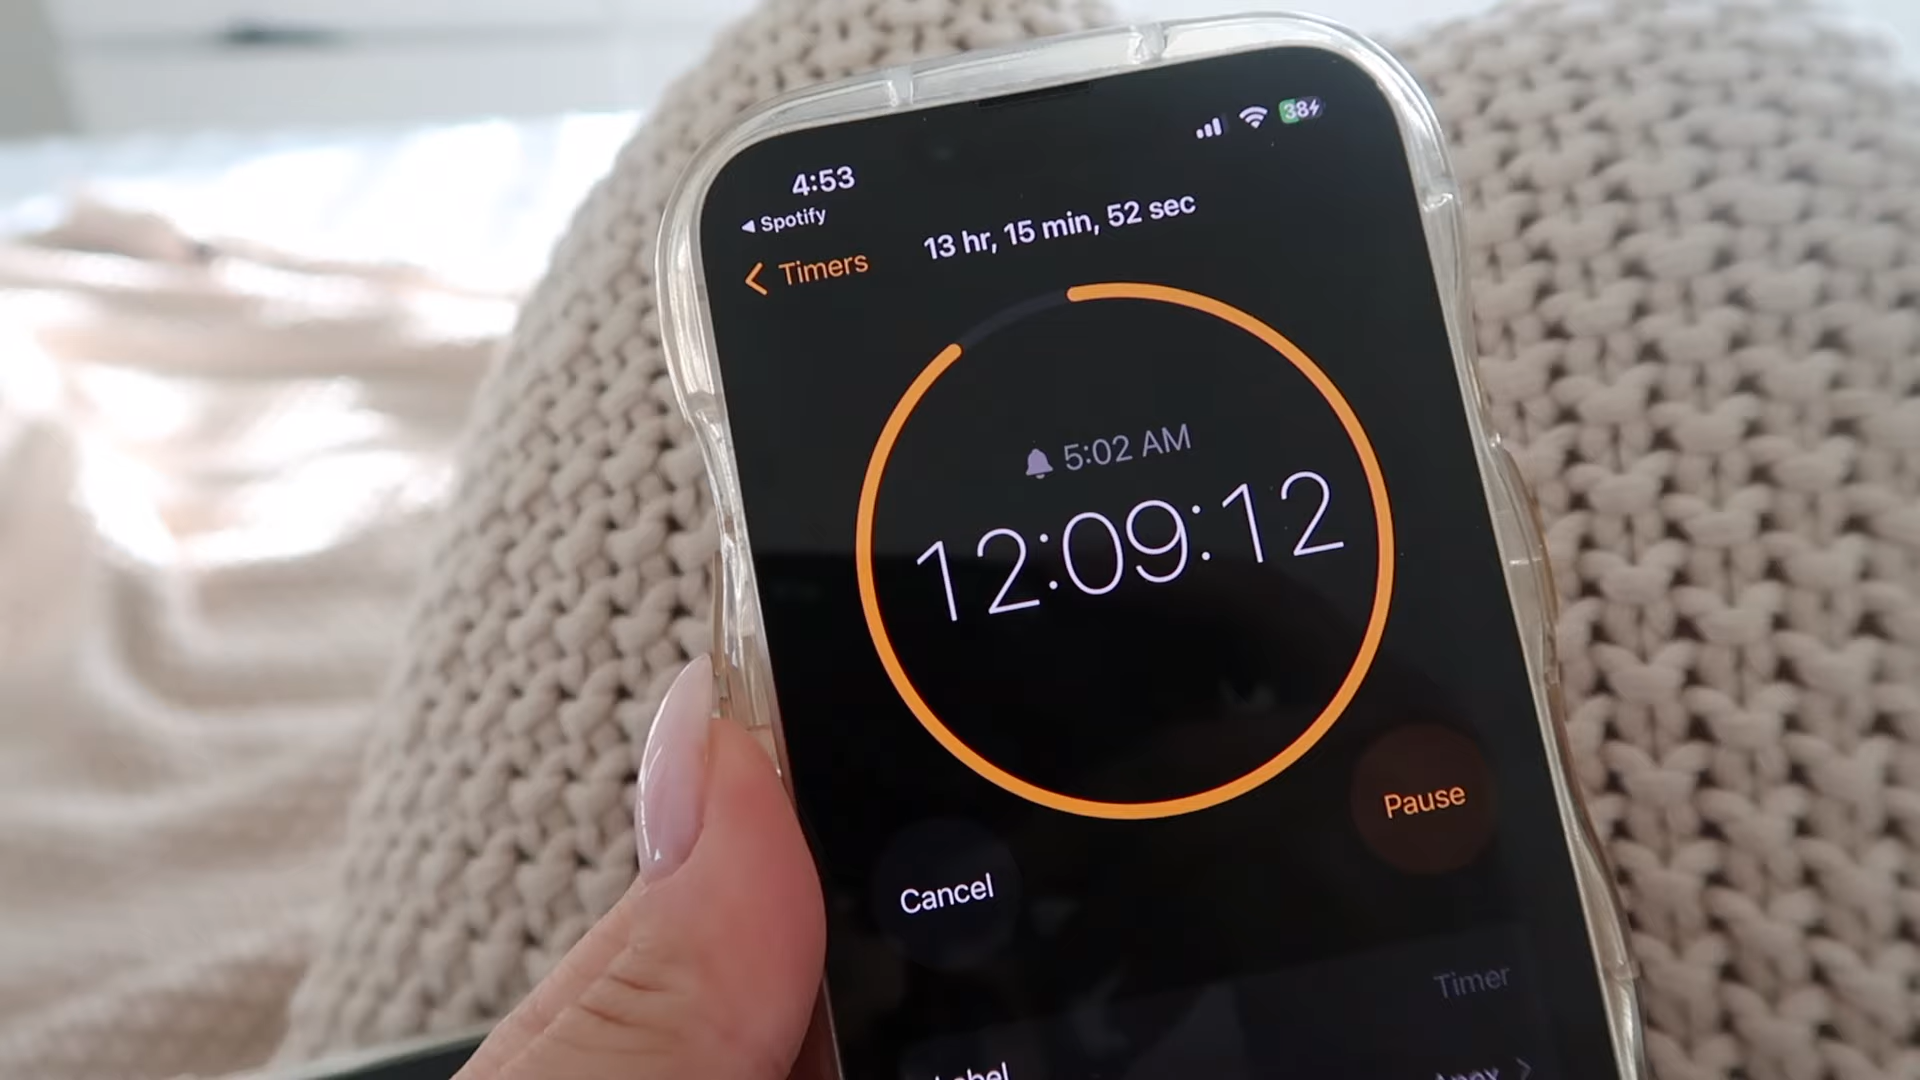 4:53
38
◀ Spotify
Timers
13 hr, 15 min, 52 sec
5:02 AM
12:09:12
Cancel
Pause
Timer